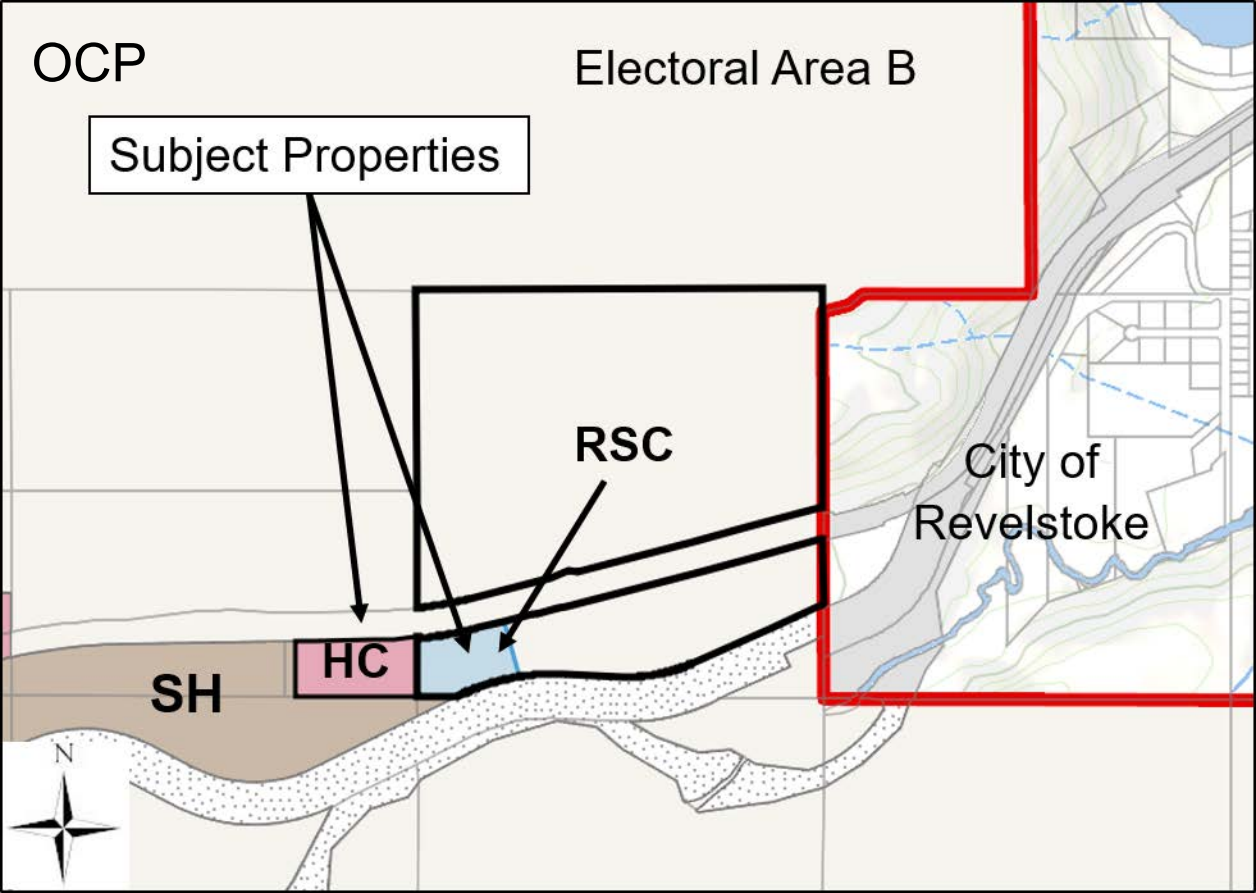 OCP
Electoral Area B
Subject Properties
RSC
City of
Revelstoke
HC
SH
N